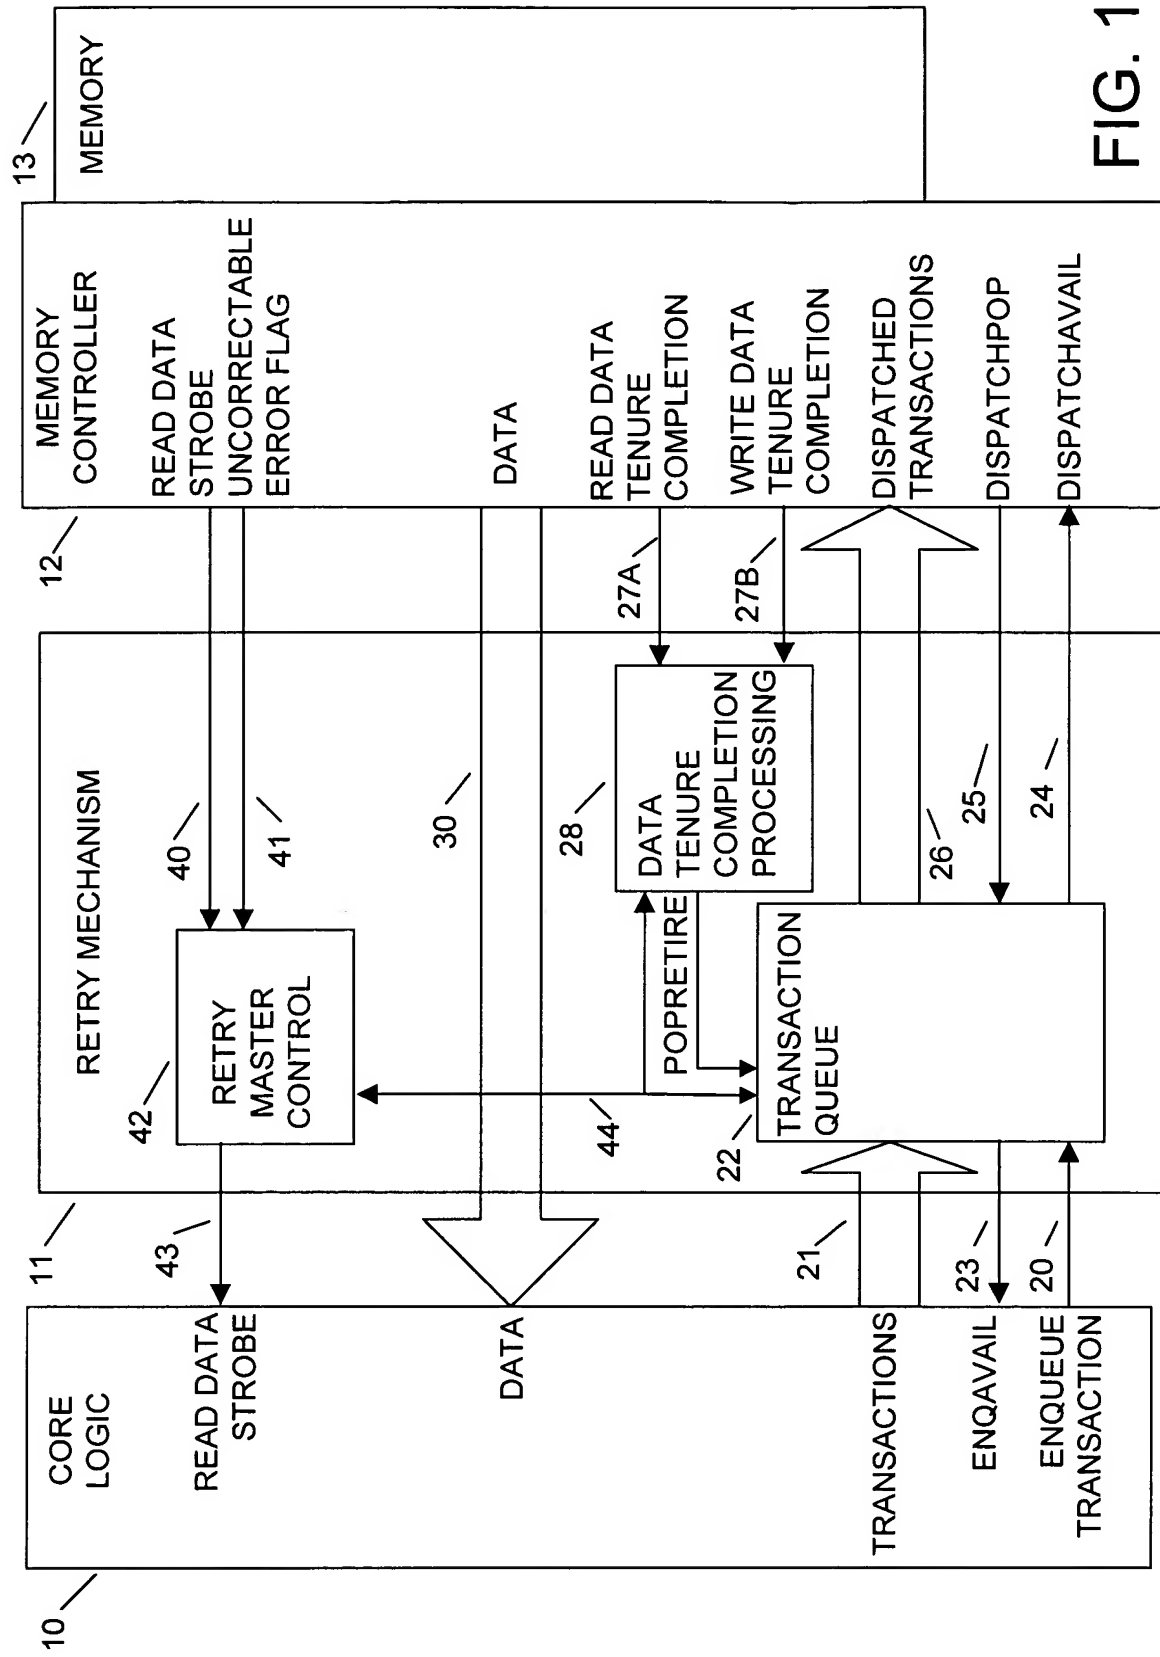 10
CORE
LOGIC
READ DATA
STROBE
DATA
TRANSACTIONS
ENQAVAIL
ENQUEUE
TRANSACTION
11
43
21
23
20
RETRY MECHANISM
42
RETRY
MASTER
CONTROL
40
41
30
44
POPRETIRE
28
DATA
TENURE
COMPLETION
PROCESSING
22
TRANSACTION
QUEUE
27A
27B
26
25
24
12
MEMORY
CONTROLLER
READ DATA
STROBE
UNCORRECTABLE
ERROR FLAG
DATA
READ DATA
TENURE
COMPLETION
WRITE DATA
TENURE
COMPLETION
DISPATCHED
TRANSACTIONS
DISPATCHPOP
DISPATCHAVAIL
13
MEMORY
FIG. 1